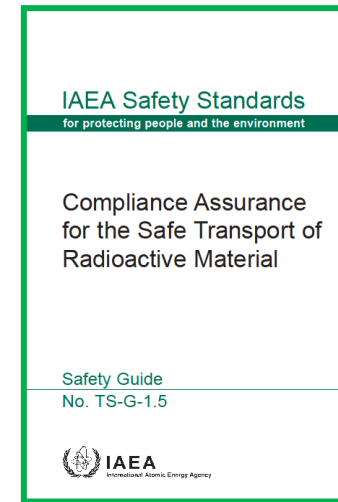 IAEA Safety Standards
for protecting people and the environment
Compliance Assurance
for the Safe Transport of
Radioactive Material
Safety Guide
No. TS-G-1.5
IAEA
International Atomic Energy Agency